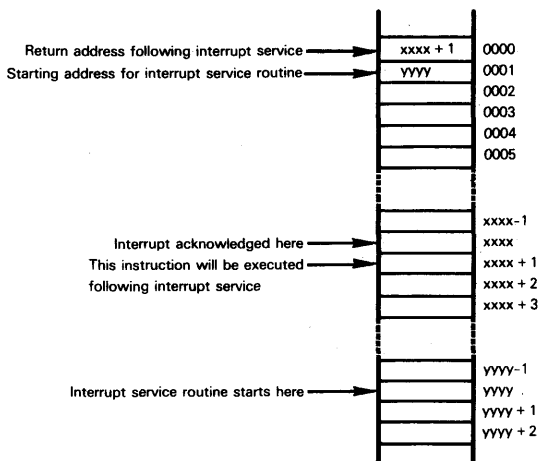 Return address following interrupt service xxxx + 1 0000
Starting address for interrupt service routine yyyy 0001
0002
0003
0004
0005
xxxx-1
Interrupt acknowledged here xxxx
This instruction will be executed xxxx + 1
following interrupt service xxxx + 2
xxxx + 3
yyyy-1
Interrupt service routine starts here yyyy
yyyy + 1
yyyy + 2